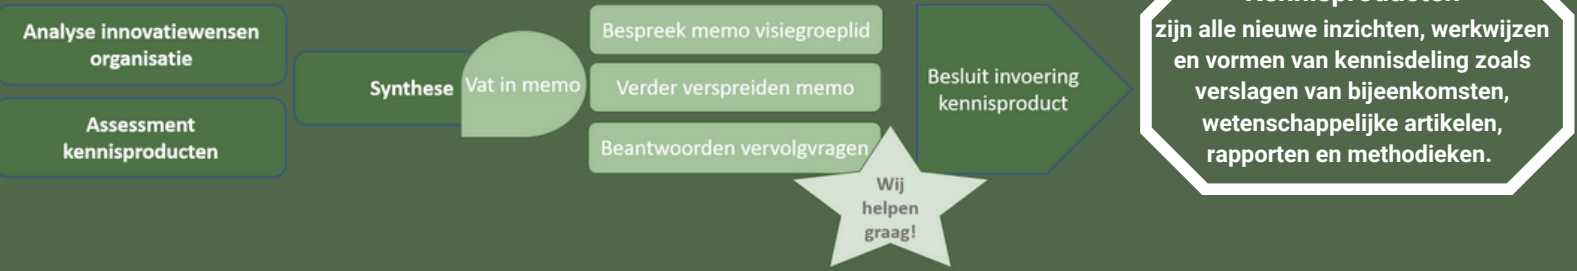 Analyse innovatiewensen
organisatie
Assessment
kennisproducten
Synthese
Vat in memo
Bespreek memo visiegroeplid
Verder verspreiden memo
Beantwoorden vervolgvragen
Wij
helpen
graag!
Besluit invoering
kennisproduct
zijn alle nieuwe inzichten, werkwijzen
en vormen van kennisdeling zoals
verslagen van bijeenkomsten,
wetenschappelijke artikelen,
rapporten en methodieken.